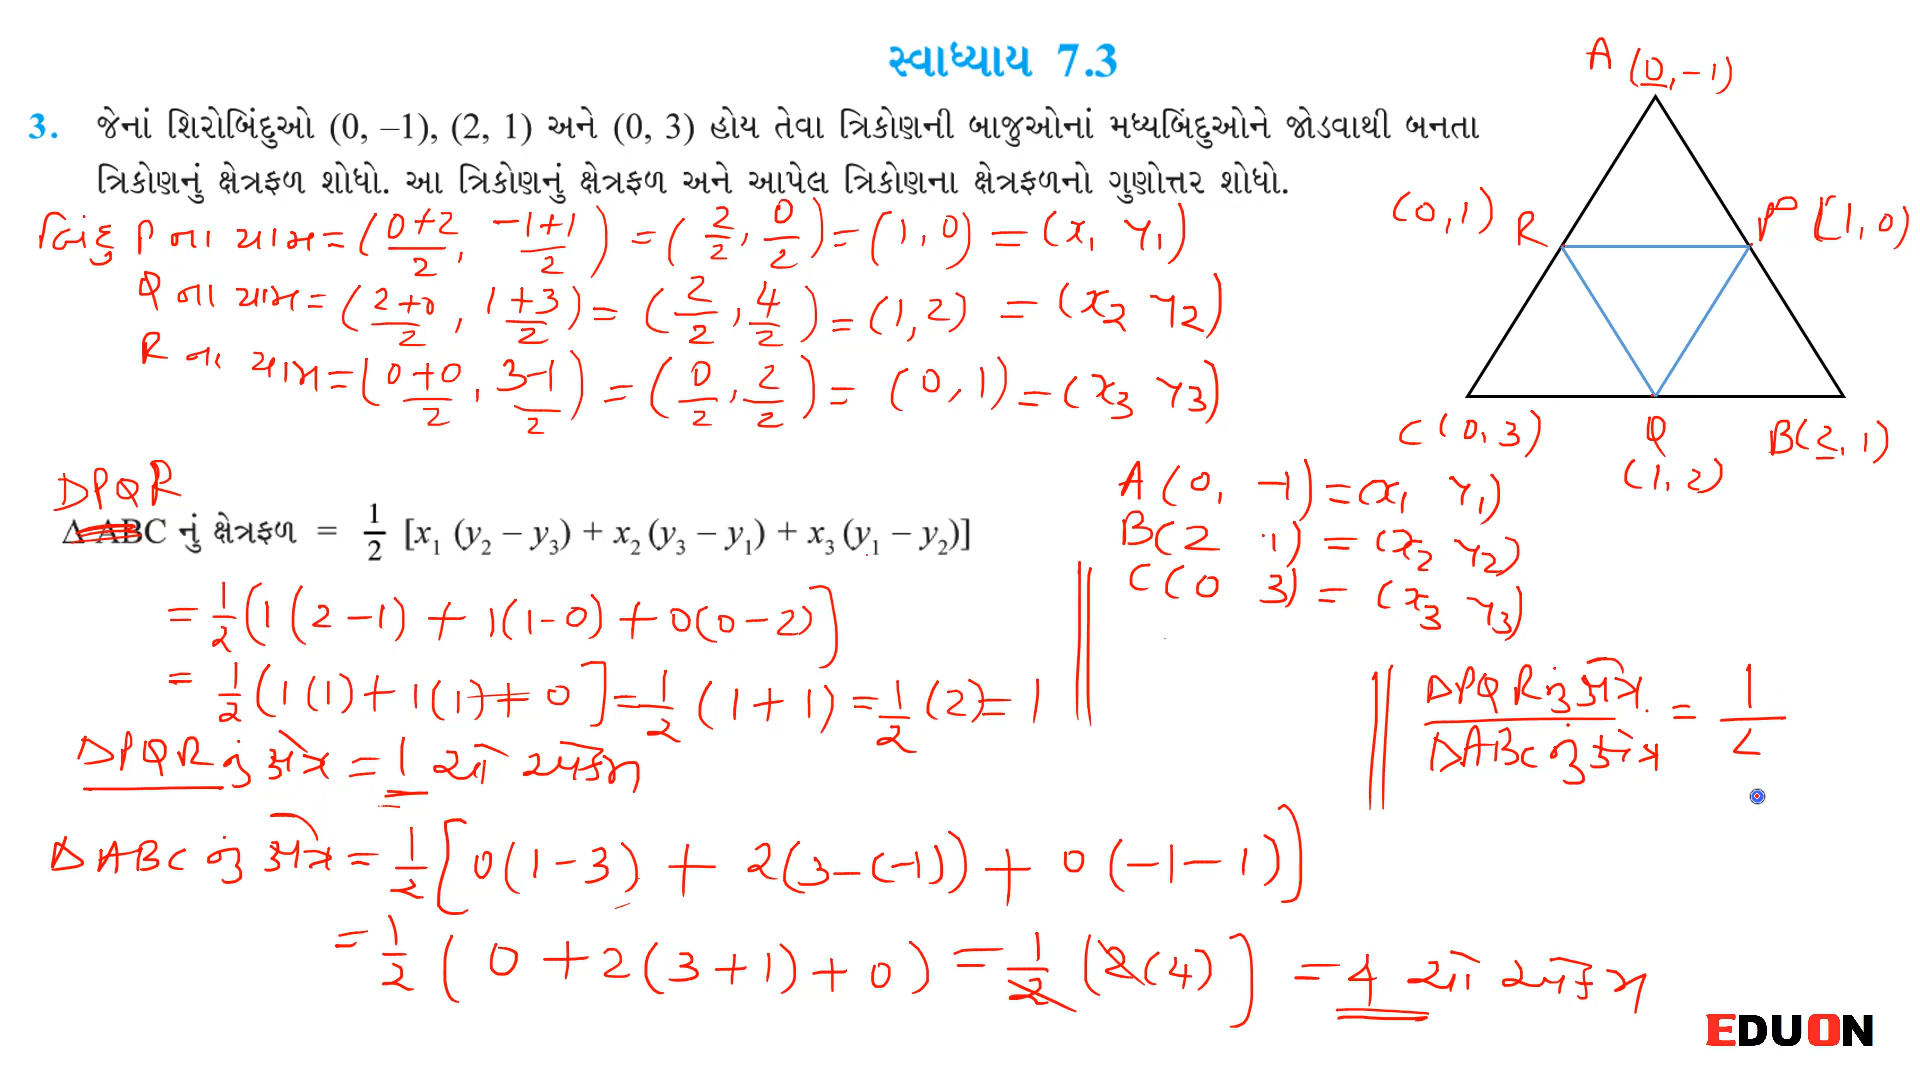 સ્વાધ્યાય 7.3
3. જેનાં શિરોબિંદુઓ (0, –1), (2, 1) અને (0, 3) હોય તેવા ત્રિકોણની બાજુઓનાં મધ્યબિંદુઓને જોડવાથી બનતા
ત્રિકોણનું ક્ષેત્રફળ શોધો. આ ત્રિકોણનું ક્ષેત્રફળ અને આપેલ ત્રિકોણના ક્ષેત્રફળનો ગુણોત્તર શોધો.
A (0, -1)
(0,1) R
P (1,0)
C (0,3)
Q
(1,2)
B(2,1)
બિંદુ P ના યામ = (0+2/2, -1+1/2) = (2/2, 0/2) = (1,0) = (x1 y1)
Q ના યામ = (2+0/2, 1+3/2) = (2/2, 4/2) = (1,2) = (x2 y2)
R ના યામ = (0+0/2, 3-1/2) = (0/2, 2/2) = (0,1) = (x3 y3)
△PQR
△ABC નું ક્ષેત્રફળ = 1/2 [x1 (y2 – y3) + x2 (y3 – y1) + x3 (y1 – y2)]
= 1/2 (1(2-1) + 1(1-0) + 0(0-2)]
= 1/2 (1(1) + 1(1) + 0] = 1/2 (1+1) = 1/2 (2) = 1
△PQR નું ક્ષેત્ર = 1 ચો એકમ
A (0, -1) = (x1 y1)
B(2 1) = (x2 y2)
C(0 3) = (x3 y3)
△PQR નું ક્ષેત્ર. / △ABC નું ક્ષેત્ર = 1/4
△ABC નું ક્ષેત્ર = 1/2 [0(1-3) + 2(3-(-1)) + 0(-1-1)]
= 1/2 (0+2(3+1)+0) = 1/2 (2(4)] = 4 ચો એકમ
EDUON